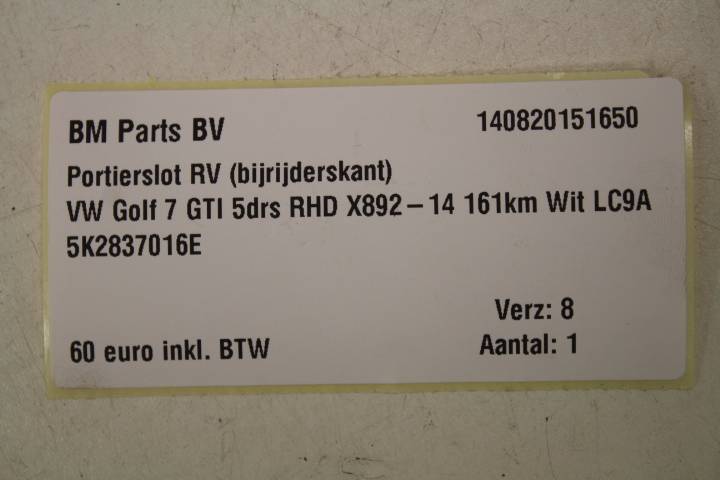 BM Parts BV 140820151650
Portierslot RV (bijrijderskant)
VW Golf 7 GTI 5drs RHD X892-14 161km Wit LC9A
5K2837016E
Verz: 8
60 euro inkl. BTW Aantal: 1